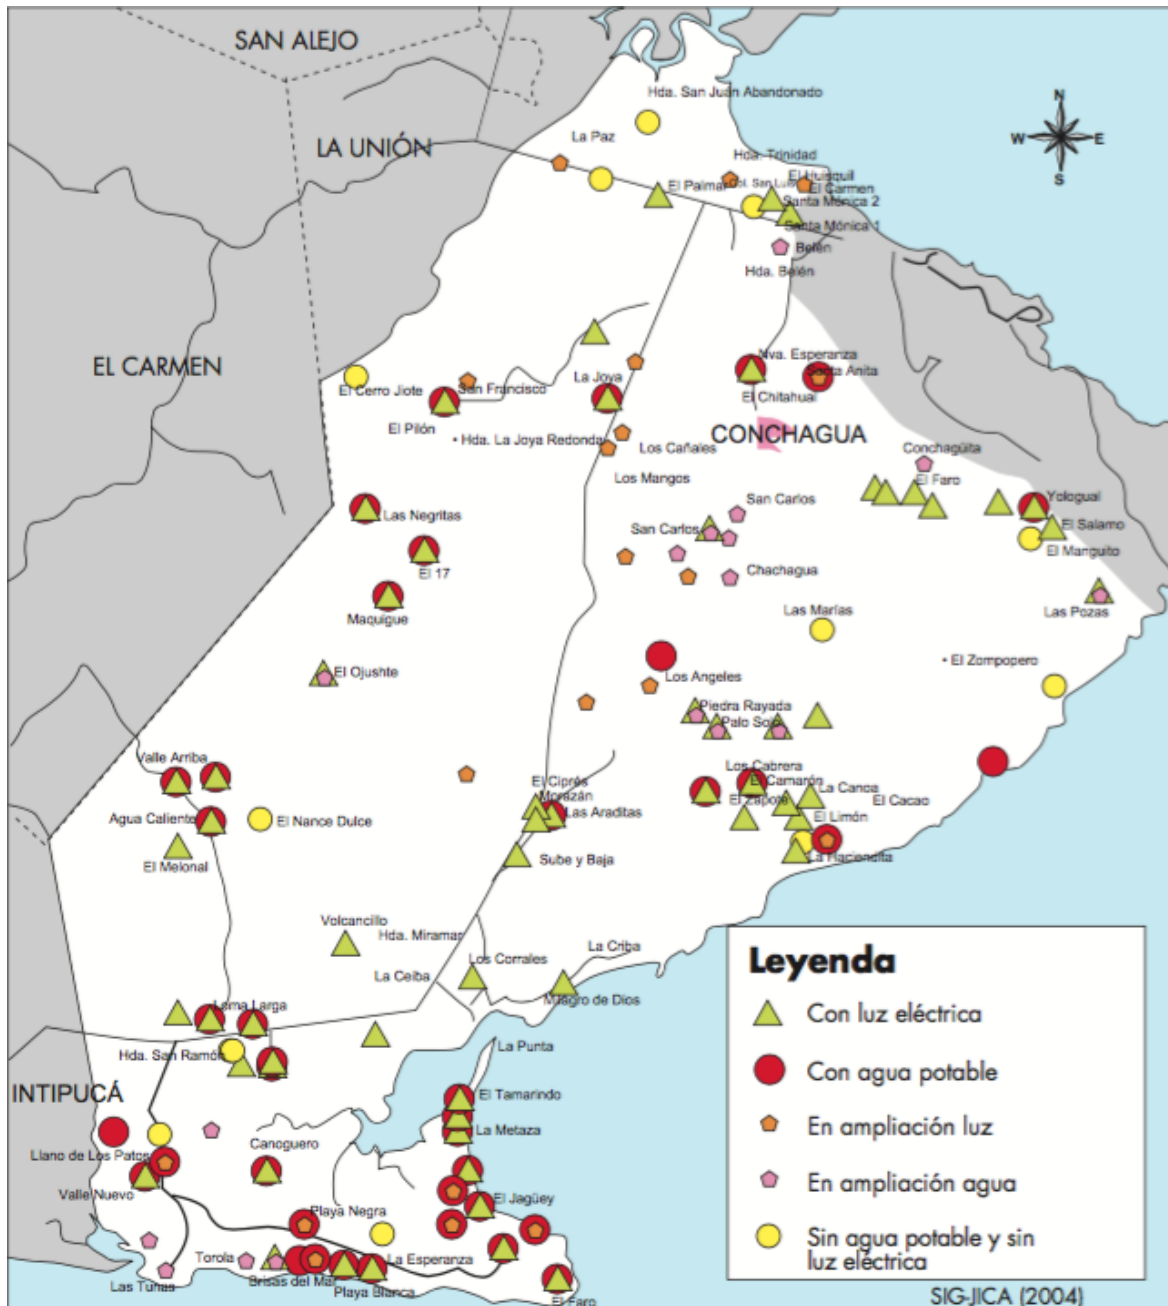 SAN ALEJO
Hda. San Juán Abandonado
La Paz
LA UNIÓN
N
W
E
S
Hda. Trinidad
El Huisquil
El Palmar
Col. San Luis
El Carmen
Santa Mónica 2
Santa Mónica 1
Belén
Hda. Belén
EL CARMEN
Nva. Esperanza
Santa Anita
El Cerro Jiote
San Francisco
La Joya
El Chitahual
El Pilón
Hda. La Joya Redonda
Los Cañales
CONCHAGUA
Conchagüita
Los Mangos
El Faro
San Carlos
Yologual
Las Negritas
San Carlos
El Salamo
El Manguito
El 17
Chachagua
Maquigue
Las Marías
Las Pozas
El Ojushte
Los Angeles
El Zompopero
Piedra Rayada
Palo Solo
Valle Arriba
Los Cabrera
El Ciprés
El Camarón
Morazán
La Canoa
El Zapote
El Cacao
Agua Caliente
El Nance Dulce
Las Araditas
El Limón
El Melonal
Sube y Baja
La Haciendita
Volcancillo
Hda. Miramar
La Criba
Los Corrales
La Ceiba
Milagro de Dios
Loma Larga
La Punta
Hda. San Ramón
INTIPUCÁ
El Tamarindo
La Metaza
Canoguero
Llano de Los Patos
Valle Nuevo
El Jagüey
Playa Negra
Torola
La Esperanza
Las Tunas
Brisas del Mar
Playa Blanca
El Faro
Leyenda
Con luz eléctrica
Con agua potable
En ampliación luz
En ampliación agua
Sin agua potable y sin
luz eléctrica
SIG-JICA (2004)